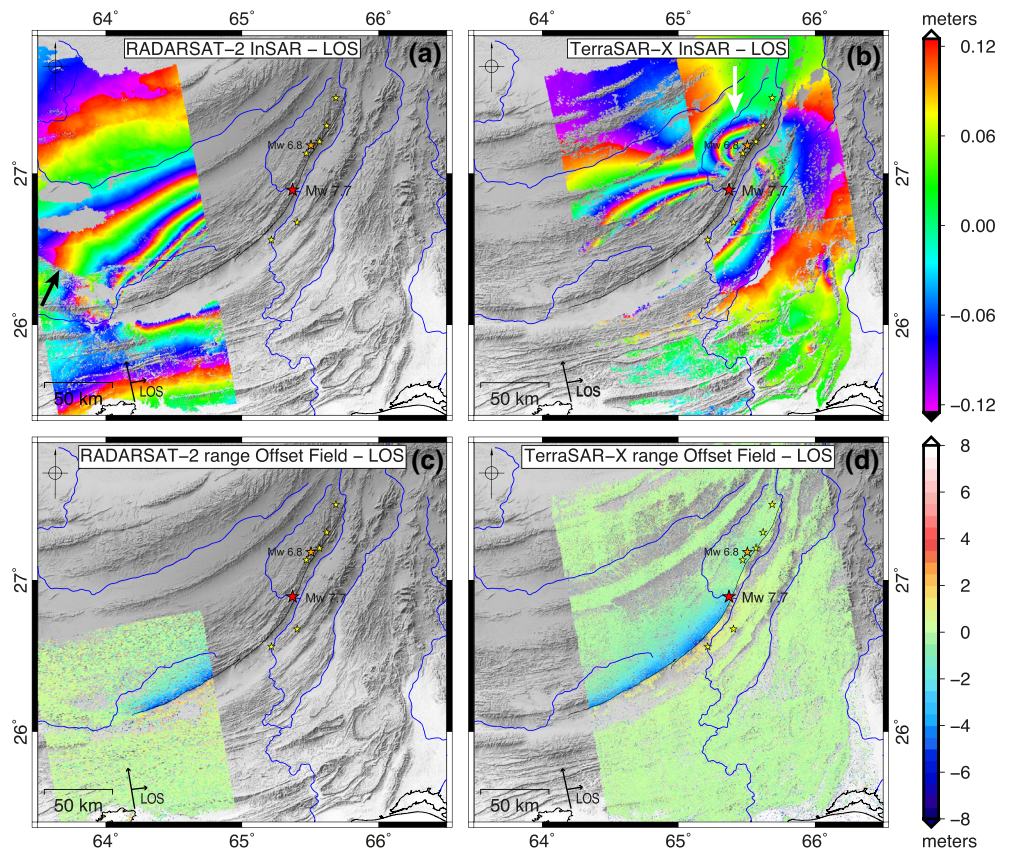 64° 65° 66° 64° 65° 66° meters
RADARSAT−2 InSAR − LOS (a)
TerraSAR−X InSAR − LOS (b)
0.12
Mw 6.8
Mw 6.8
0.06
27°
Mw 7.7
Mw 7.7
0.00
26°
−0.06
LOS
50 km
LOS
50 km
−0.12
RADARSAT−2 range Offset Field − LOS (c)
TerraSAR−X range Offset Field − LOS (d)
8
6
Mw 6.8
Mw 6.8
4
27°
Mw 7.7
Mw 7.7
2
0
−2
26°
−4
LOS
50 km
LOS
50 km
−6
−8
64° 65° 66° 64° 65° 66° meters